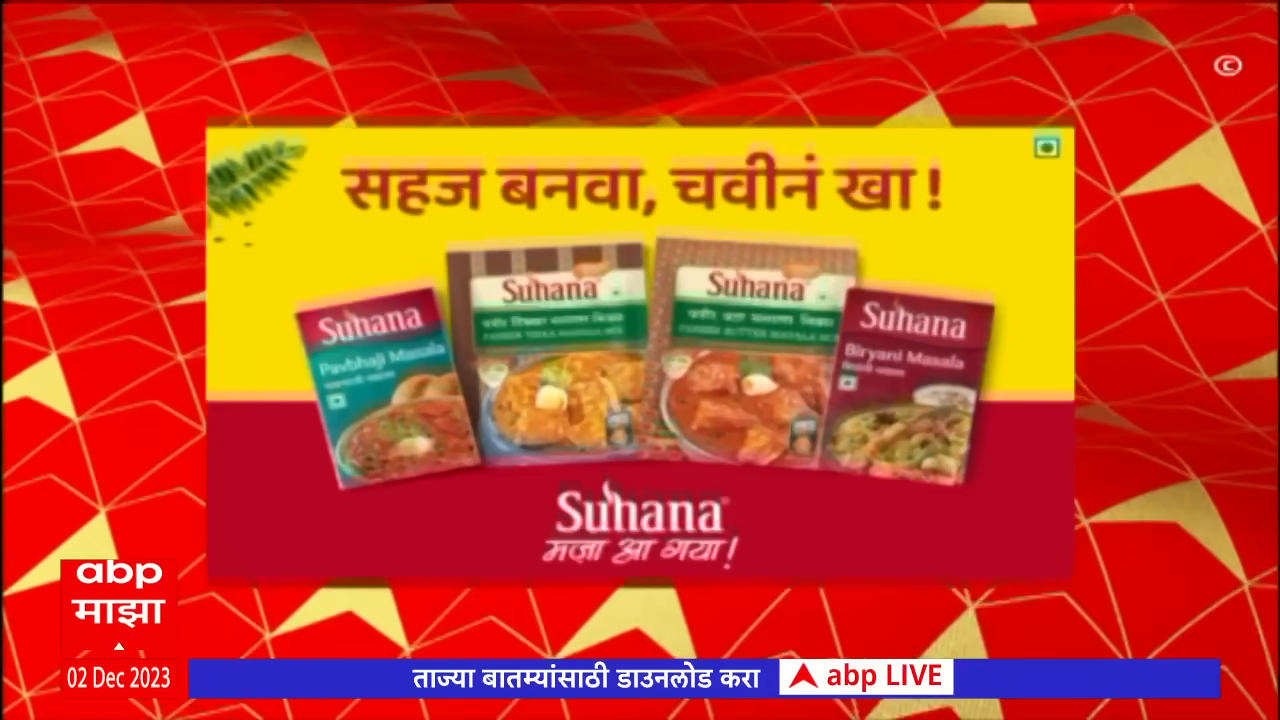 ©
सहज बनवा, चवीनं खा!
Suhana
Pavbhaji Masala
Suhana
Suhana
Suhana
Biryani Masala
Suhana
मज़ा आ गया!
abp
माझा
02 Dec 2023
ताज्या बातम्यांसाठी डाउनलोड करा
abp LIVE